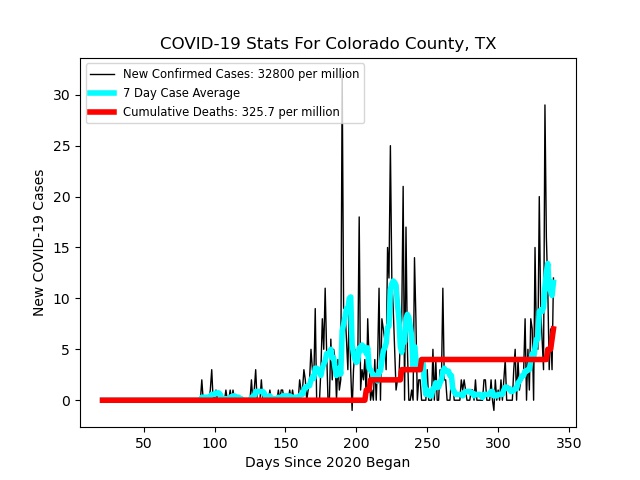 COVID-19 Stats For Colorado County, TX
New Confirmed Cases: 32800 per million
7 Day Case Average
Cumulative Deaths: 325.7 per million
New COVID-19 Cases
30
25
20
15
10
5
0
50
100
150
200
250
300
350
Days Since 2020 Began